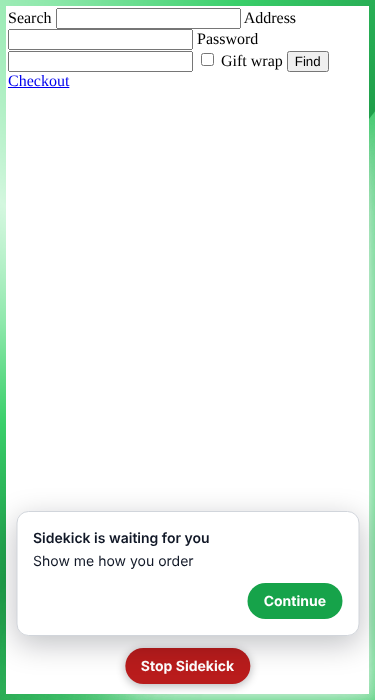 Search Address
Password
Gift wrap Find
Checkout
Sidekick is waiting for you
Show me how you order
Continue
Stop Sidekick